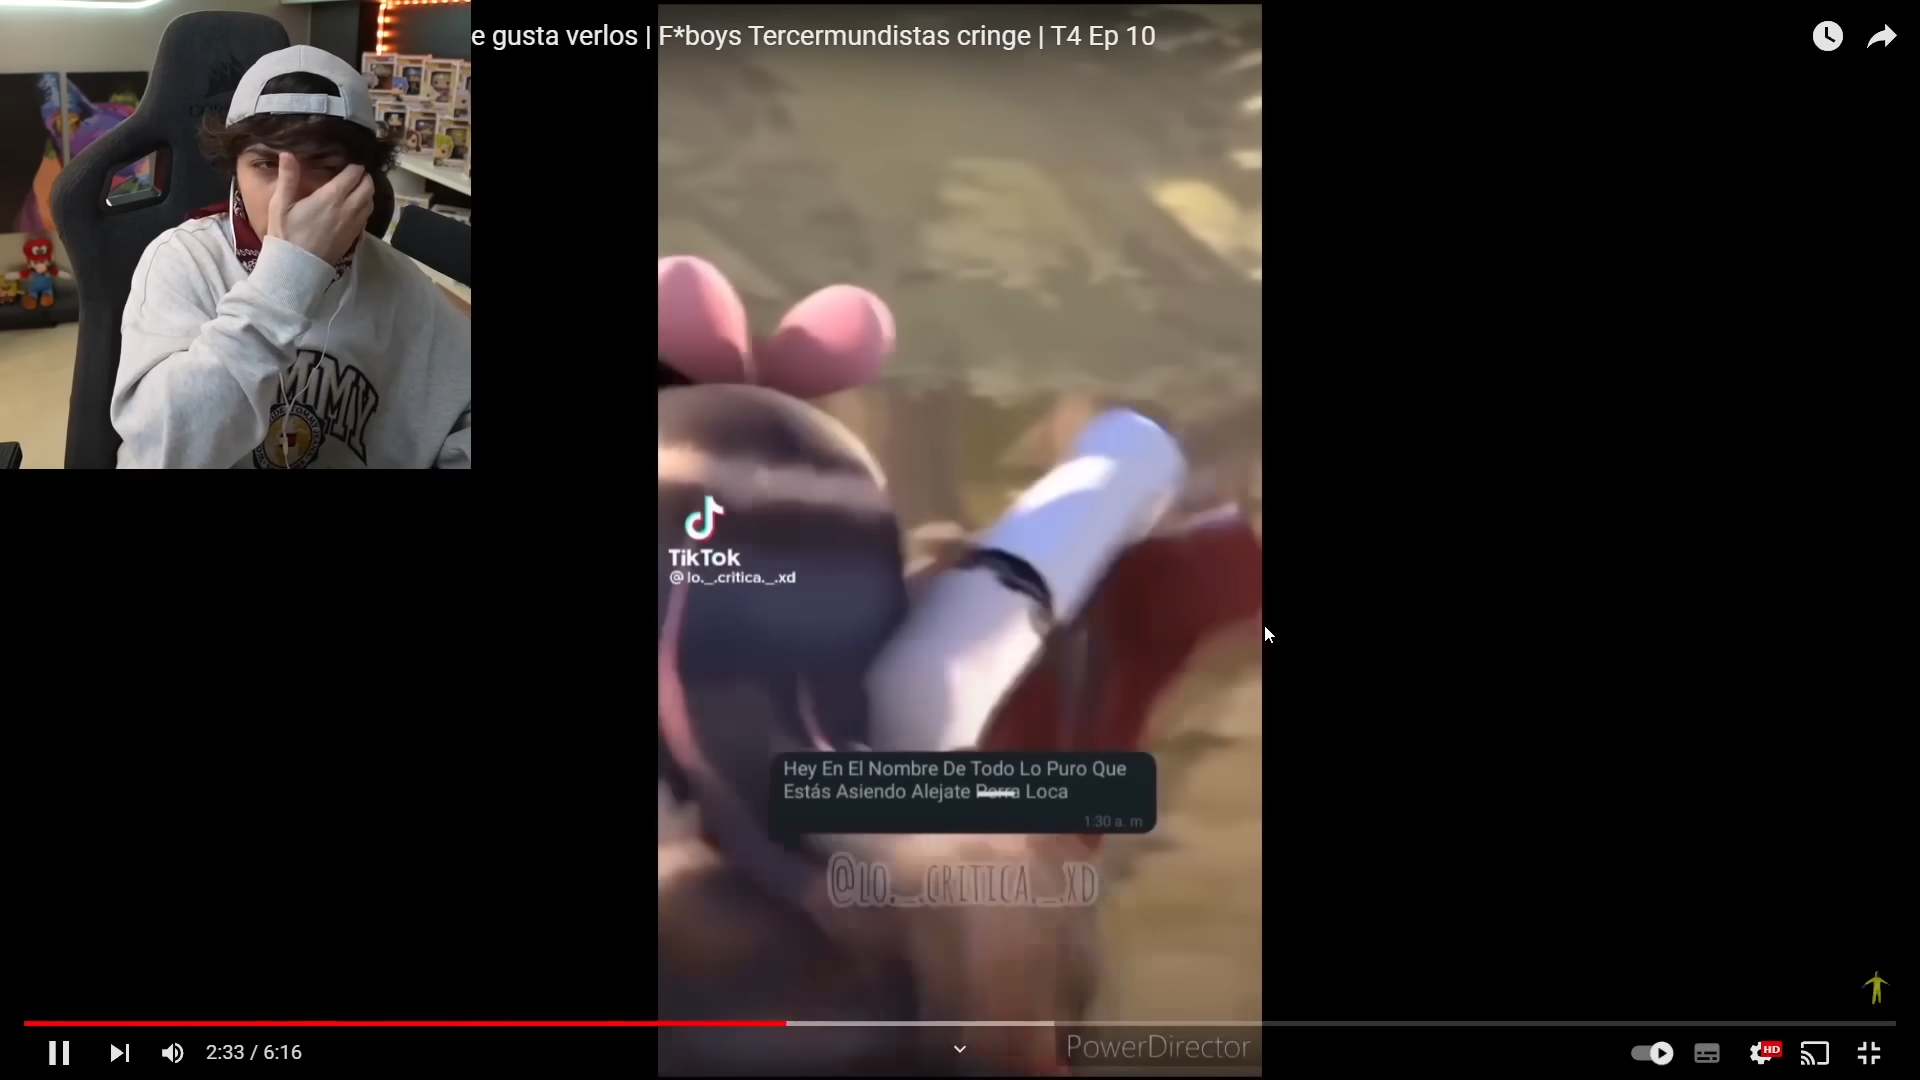 e gusta verlos | F*boys Tercermundistas cringe | T4 Ep 10
TikTok
@lo._.critica._.xd
Hey En El Nombre De Todo Lo Puro Que
Estás Asiendo Alejate Perra Loca
1:30 a. m
@LO._.CRITICA._.XD
2:33 / 6:16
HD
PowerDirector